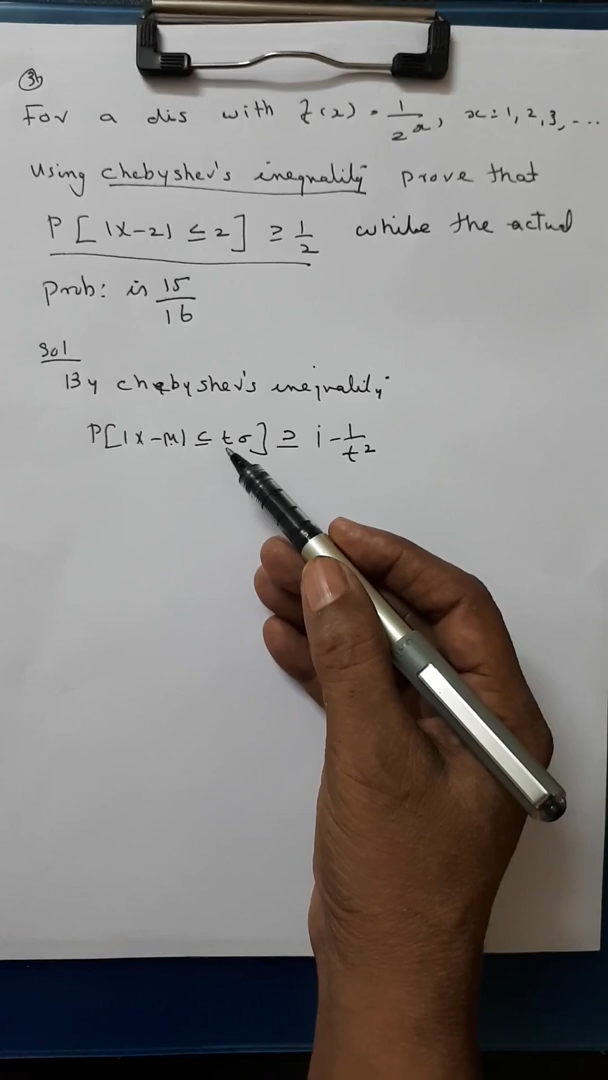 ③
For a dis with f(x) = 1/2^x, x = 1, 2, 3, ...
Using chebyshev's inequality prove that
P[|X-2| ≤ 2] ≥ 1/2 while the actual
prob: is 15/16
Sol
By chebyshev's inequality
P[|X-μ| ≤ tσ] ≥ 1 - 1/t²